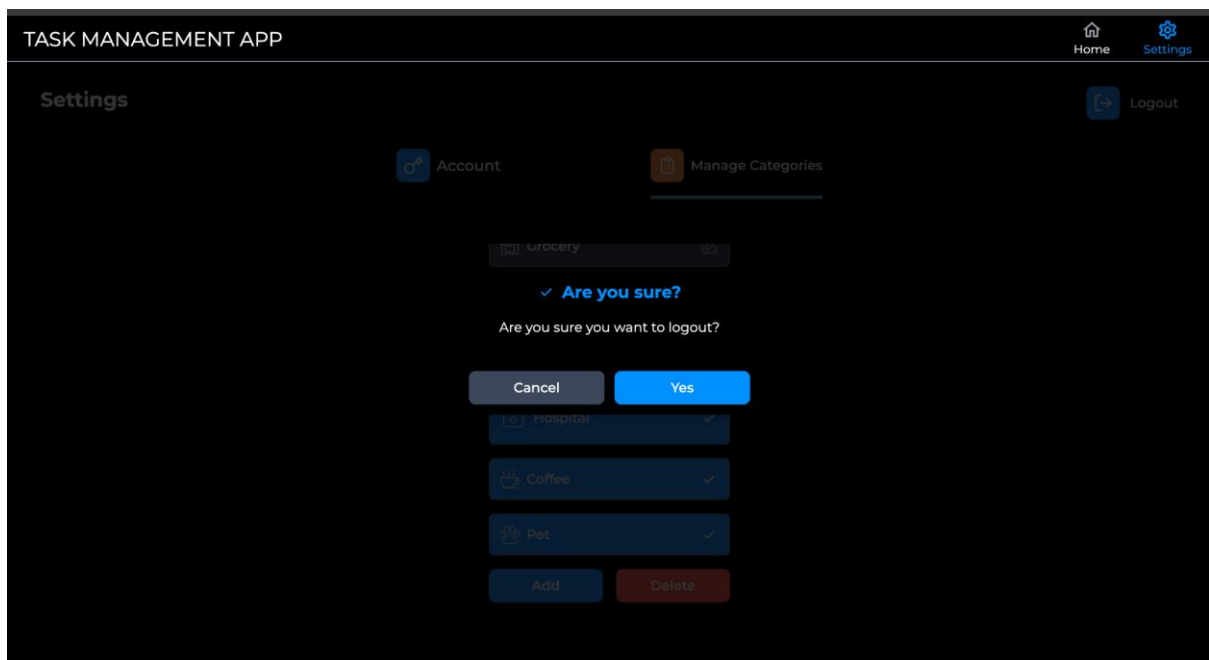 TASK MANAGEMENT APP
Home Settings
Settings
Logout
Account Manage Categories
Grocery
Are you sure?
Are you sure you want to logout?
Cancel Yes
Hospital
Coffee
Pet
Add Delete